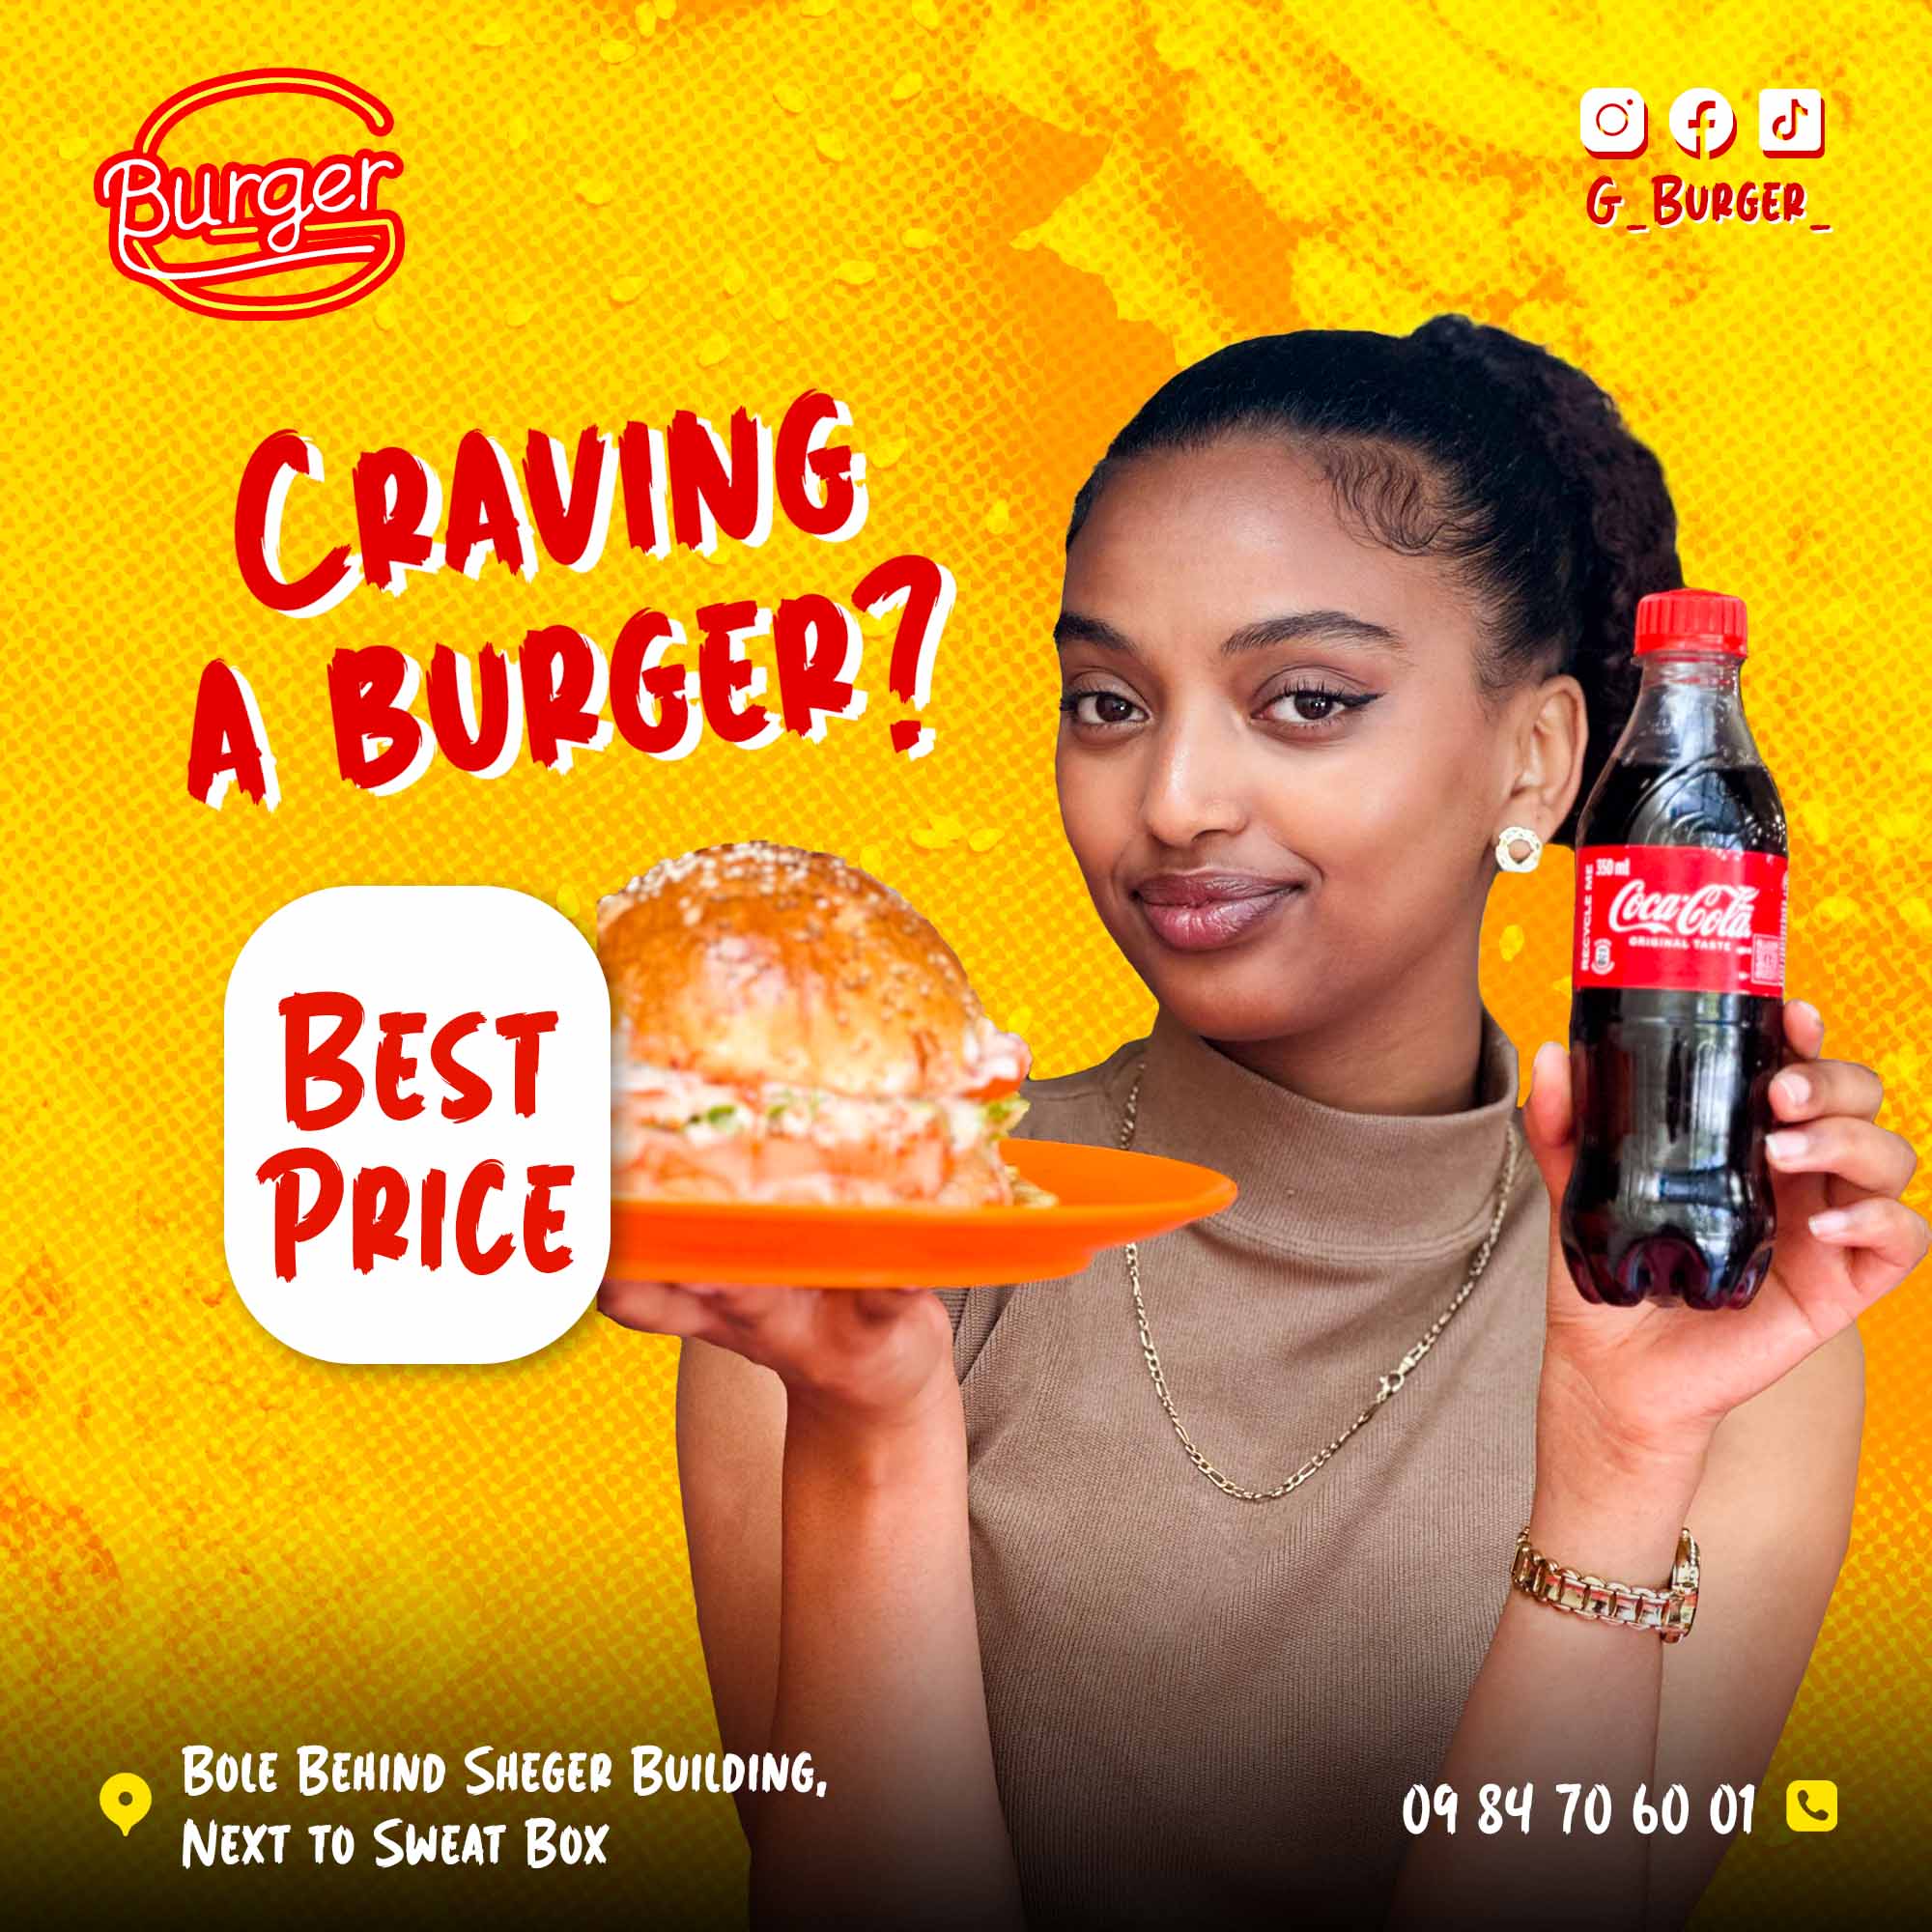 Burger
G_Burger_
Craving
a burger?
Best
Price
RECYCLE ME
350 ml
Coca-Cola
ORIGINAL TASTE
Bole Behind Sheger Building,
Next to Sweat Box
09 84 70 60 01